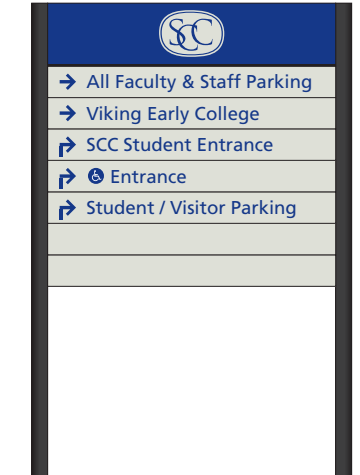 SCC
All Faculty & Staff Parking
Viking Early College
SCC Student Entrance
Entrance
Student / Visitor Parking